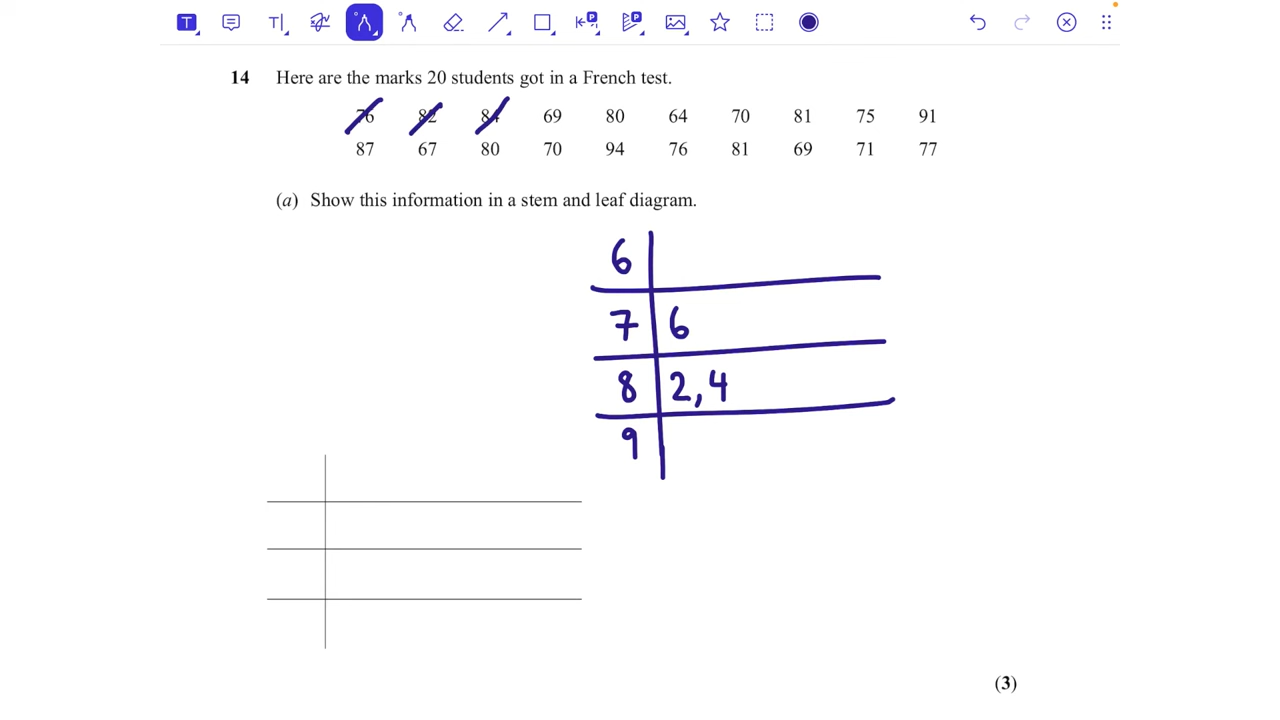 14 Here are the marks 20 students got in a French test.
76 82 84 69 80 64 70 81 75 91
87 67 80 70 94 76 81 69 71 77
(a) Show this information in a stem and leaf diagram.
6
7 6
8 2, 4
9
(3)